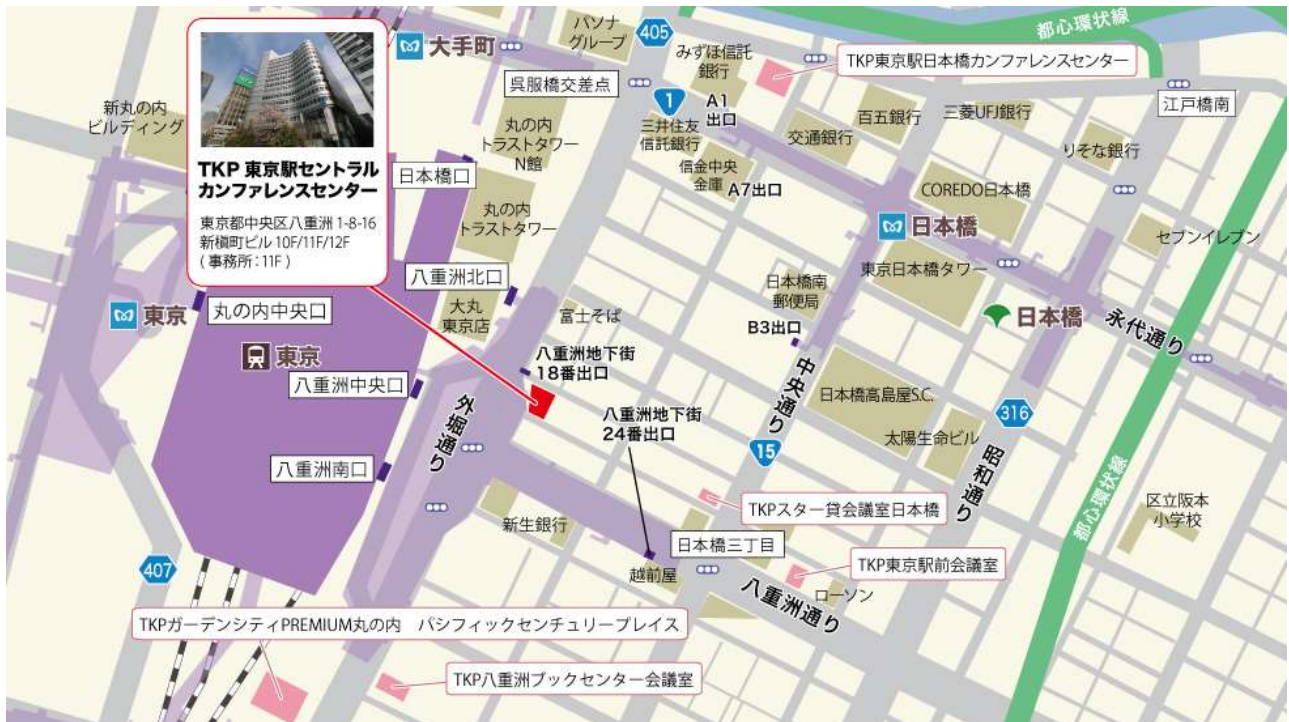 TKP 東京駅セントラル
カンファレンスセンター
東京都中央区八重洲 1-8-16
新槇町ビル 10F/11F/12F
( 事務所 : 11F )
大手町
パソナ
グループ
405
みずほ信託
銀行
TKP東京駅日本橋カンファレンスセンター
都心環状線
呉服橋交差点
1
A1
出口
三井住友
信託銀行
交通銀行
百五銀行
三菱UFJ銀行
江戸橋南
りそな銀行
新丸の内
ビルディング
丸の内
トラストタワー
N館
日本橋口
信金中央
金庫
A7出口
COREDO日本橋
丸の内
トラストタワー
日本橋
セブンイレブン
東京日本橋タワー
八重洲北口
日本橋南
郵便局
東京
丸の内中央口
大丸
東京店
富士そば
B3出口
日本橋
永代通り
東京
八重洲中央口
八重洲地下街
18番出口
中央通り
日本橋髙島屋S.C.
外堀通り
八重洲地下街
24番出口
316
太陽生命ビル
昭和通り
15
八重洲南口
都心環状線
区立阪本
小学校
TKPスター貸会議室日本橋
新生銀行
日本橋三丁目
407
越前屋
TKP東京駅前会議室
八重洲通り
ローソン
TKPガーデンシティPREMIUM丸の内 パシフィックセンチュリープレイス
TKP八重洲ブックセンター会議室